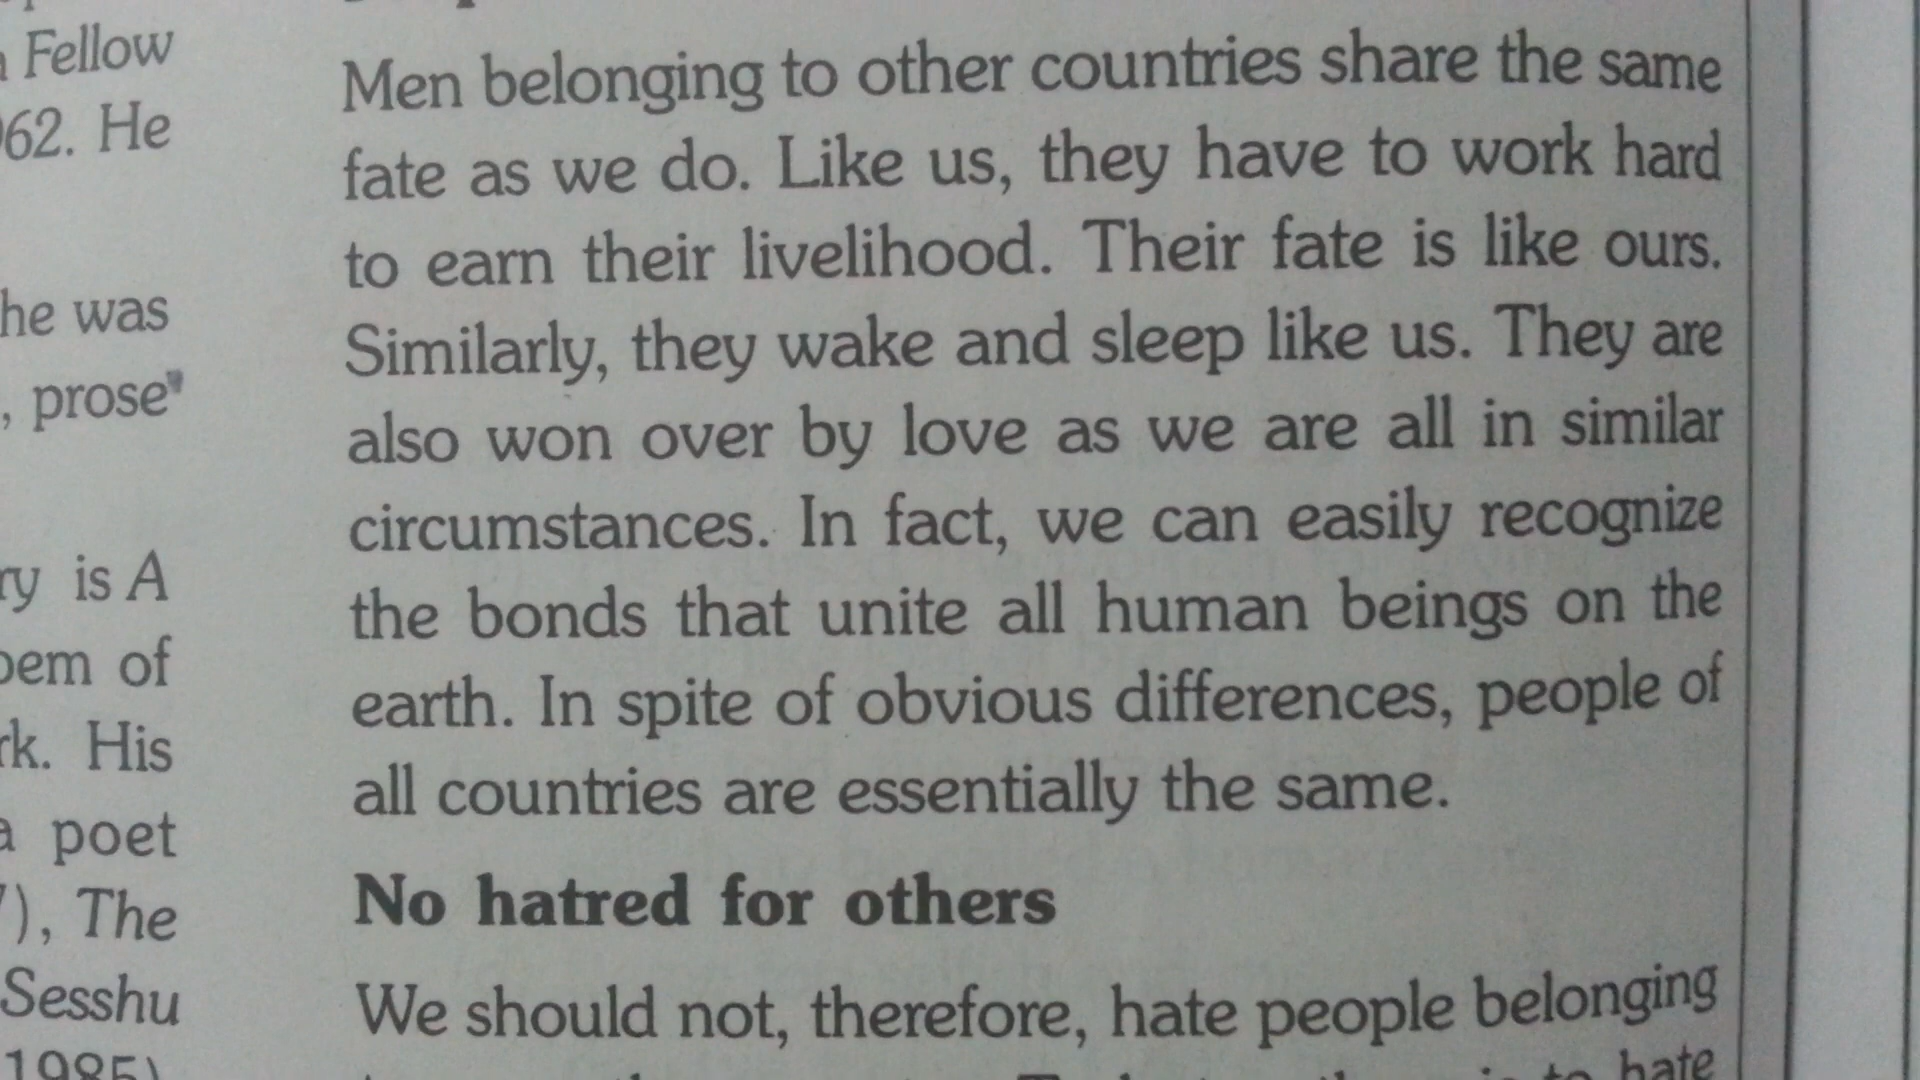 Fellow
62. He
he was
, prose
is A
of
. His
poet
), The
Sesshu
1985)
Men belonging to other countries share the same
fate as we do. Like us, they have to work hard
to earn their livelihood. Their fate is like ours.
Similarly, they wake and sleep like us. They are
also won over by love as we are all in similar
circumstances. In fact, we can easily recognize
the bonds that unite all human beings on the
earth. In spite of obvious differences, people of
all countries are essentially the same.
No hatred for others
We should not, therefore, hate people belonging
to hate